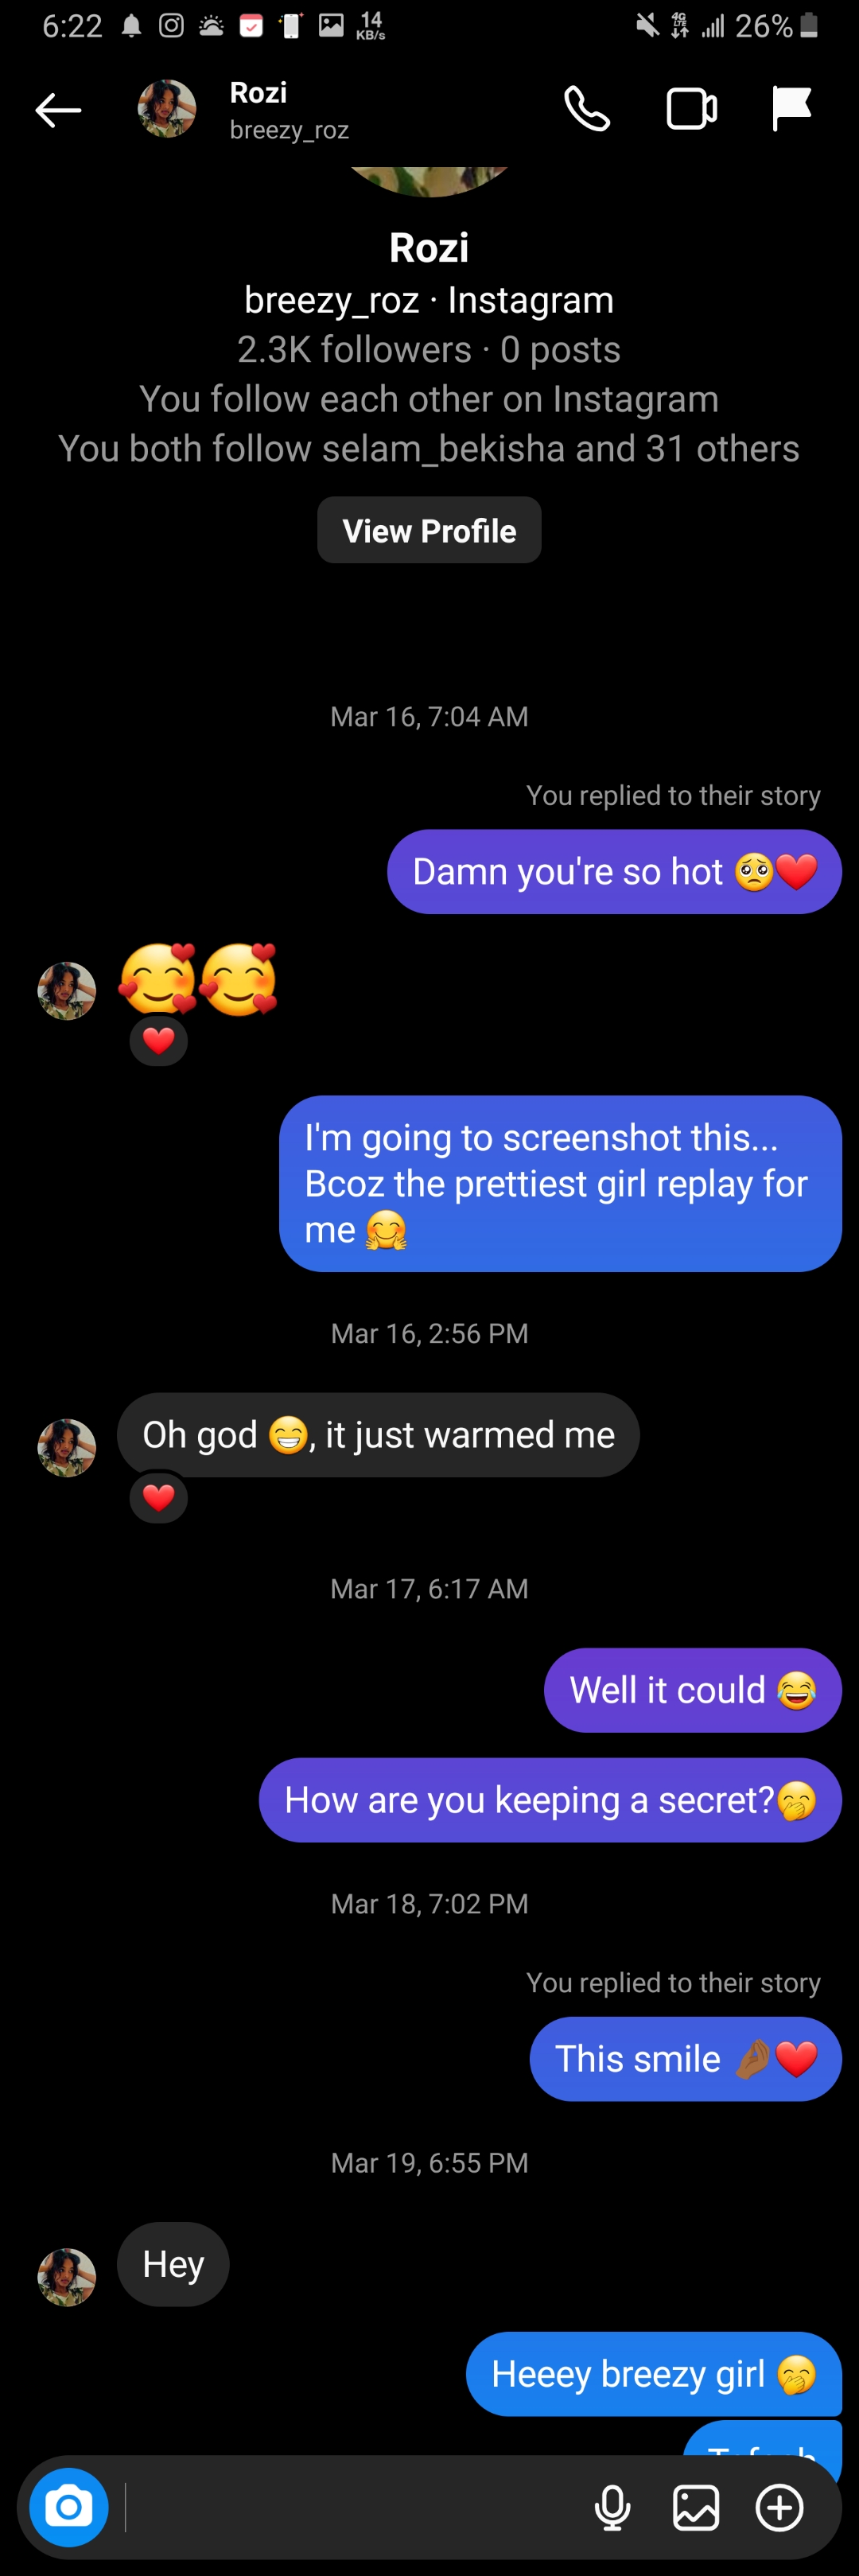 6:22
14
KB/s
4G
LTE
26%
Rozi
breezy_roz
Rozi
breezy_roz · Instagram
2.3K followers · 0 posts
You follow each other on Instagram
You both follow selam_bekisha and 31 others
View Profile
Mar 16, 7:04 AM
You replied to their story
Damn you're so hot 🥺❤️
🥰🥰
❤️
I'm going to screenshot this...
Bcoz the prettiest girl replay for
me 🤗
Mar 16, 2:56 PM
Oh god 😁, it just warmed me
❤️
Mar 17, 6:17 AM
Well it could 😂
How are you keeping a secret?🤭
Mar 18, 7:02 PM
You replied to their story
This smile 🤌🏾❤️
Mar 19, 6:55 PM
Hey
Heeey breezy girl 🤭